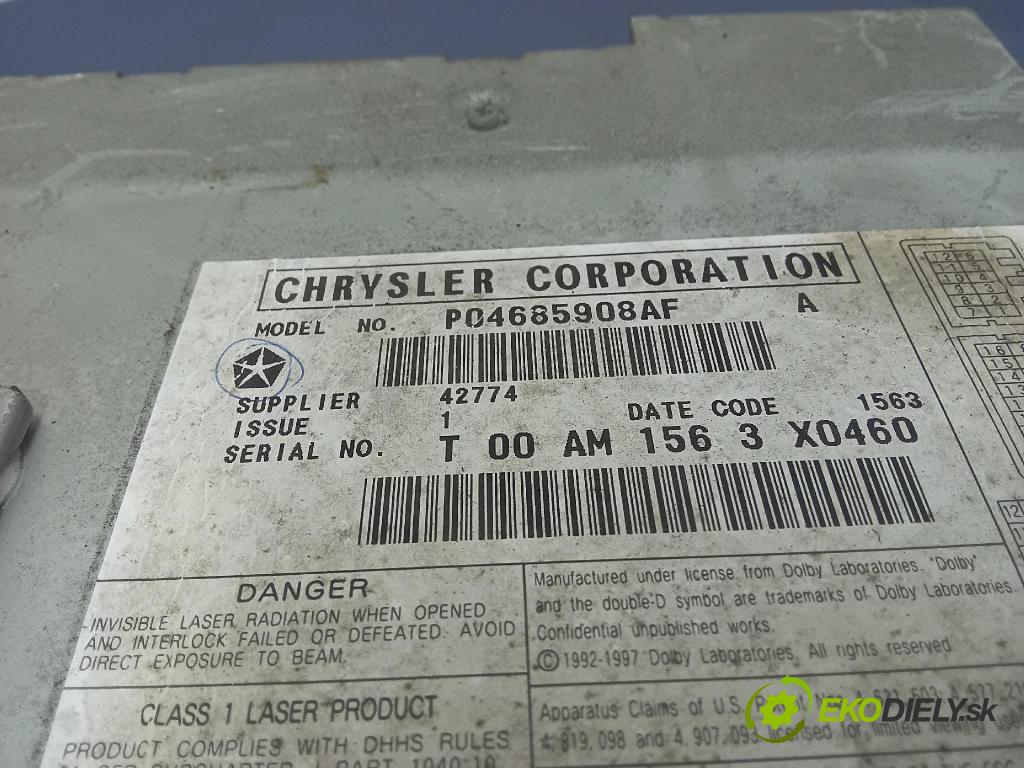 CHRYSLER CORPORATION
MODEL NO. P04685908AF A
SUPPLIER 42774
ISSUE 1 DATE CODE 1563
SERIAL NO. T 00 AM 156 3 X0460
DANGER
INVISIBLE LASER RADIATION WHEN OPENED
AND INTERLOCK FAILED OR DEFEATED. AVOID
DIRECT EXPOSURE TO BEAM.
CLASS 1 LASER PRODUCT
PRODUCT COMPLIES WITH DHHS RULES
Manufactured under license from Dolby Laboratories. "Dolby"
and the double-D symbol are trademarks of Dolby Laboratories.
Confidential unpublished works.
© 1992-1997 Dolby Laboratories. All rights reserved.
Apparatus Claims of U.S.
4,819,098 and 4,907,093 licensed for limited viewing
EKODIELY.sk